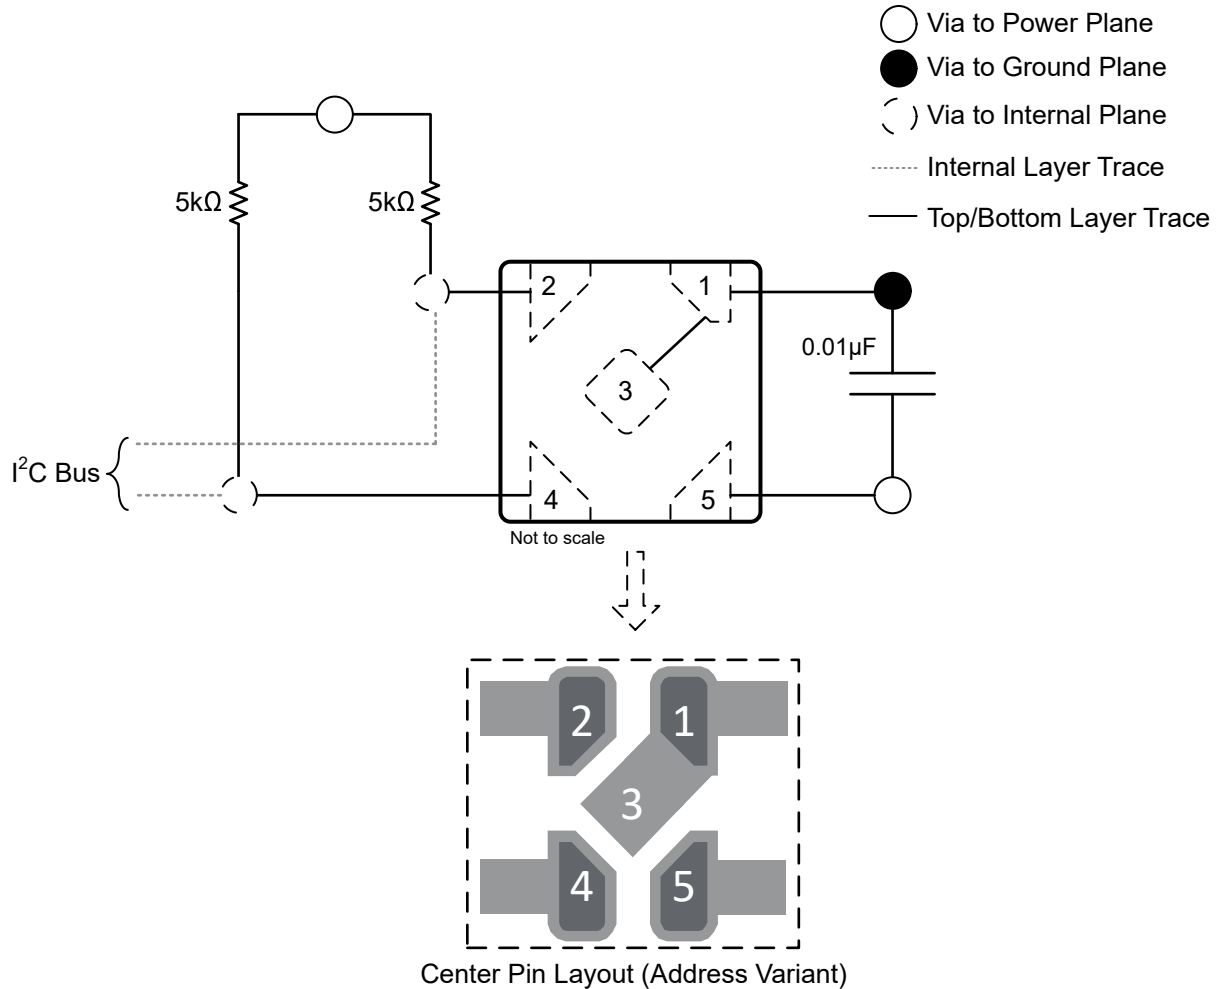 Via to Power Plane
Via to Ground Plane
Via to Internal Plane
Internal Layer Trace
Top/Bottom Layer Trace
5kΩ
5kΩ
2
1
0.01µF
3
I²C Bus
4
5
Not to scale
2
1
3
4
5
Center Pin Layout (Address Variant)